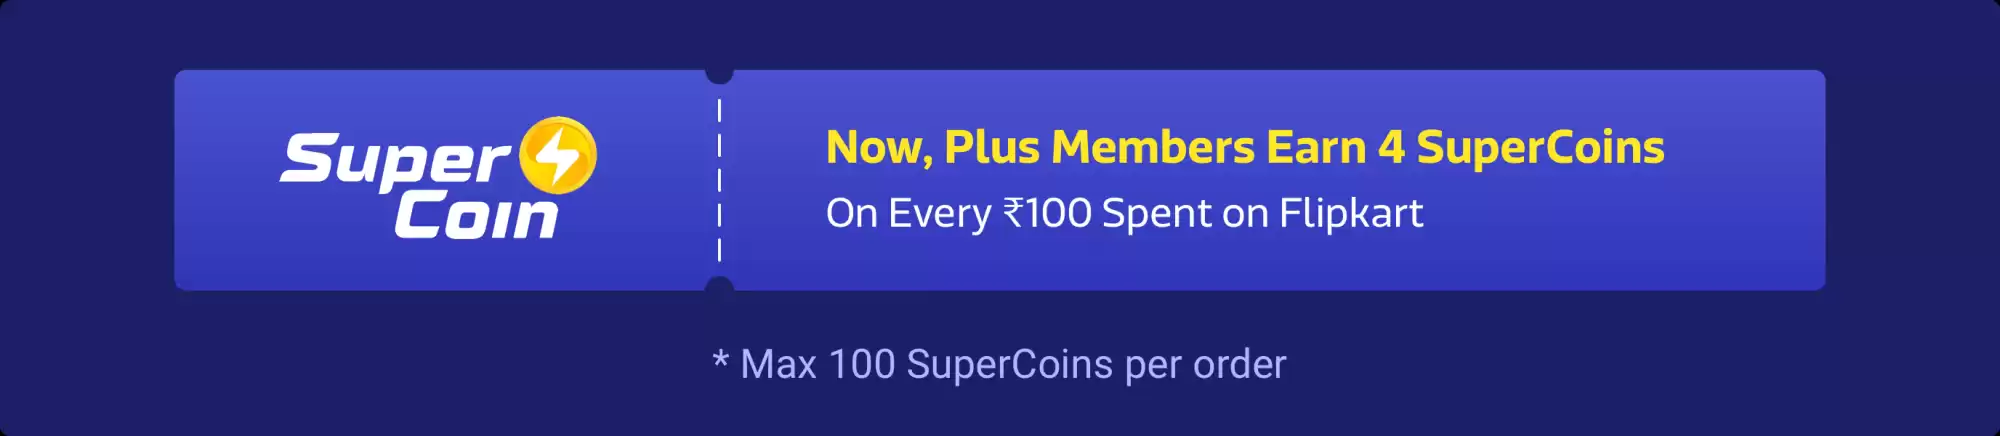 Super
Coin
Now, Plus Members Earn 4 SuperCoins
On Every ₹100 Spent on Flipkart
* Max 100 SuperCoins per order